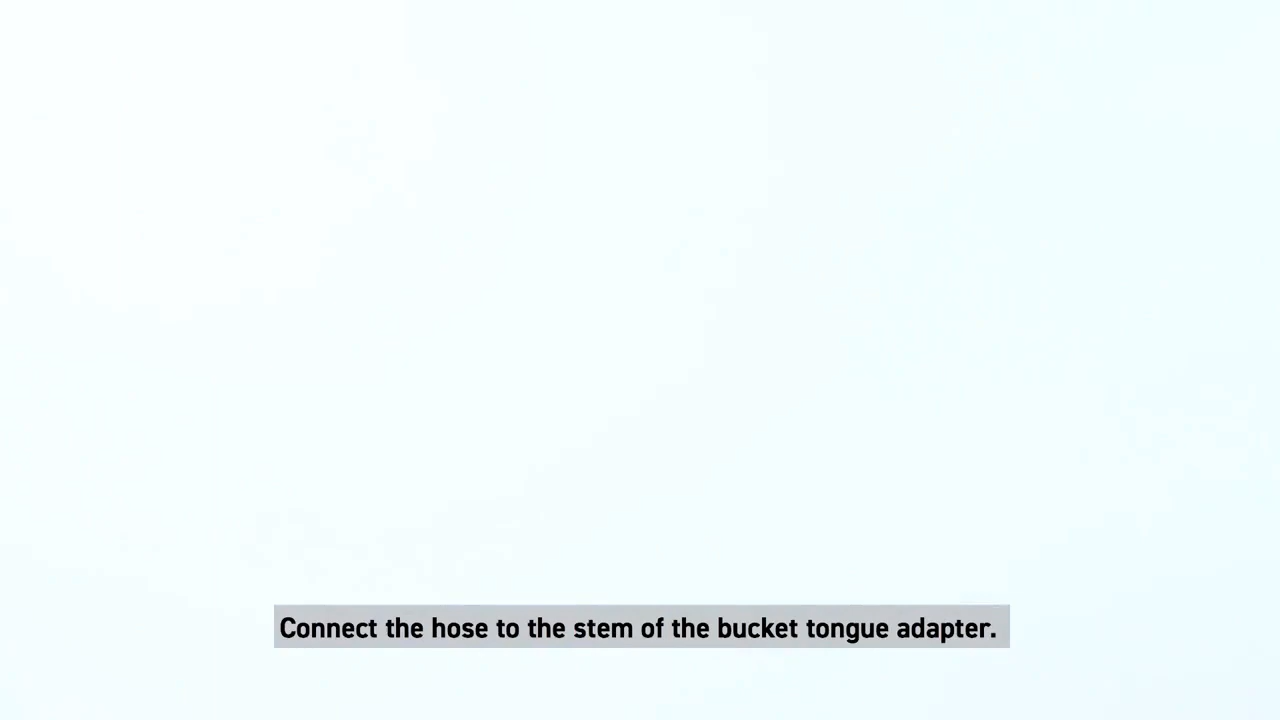 Connect the hose to the stem of the bucket tongue adapter.